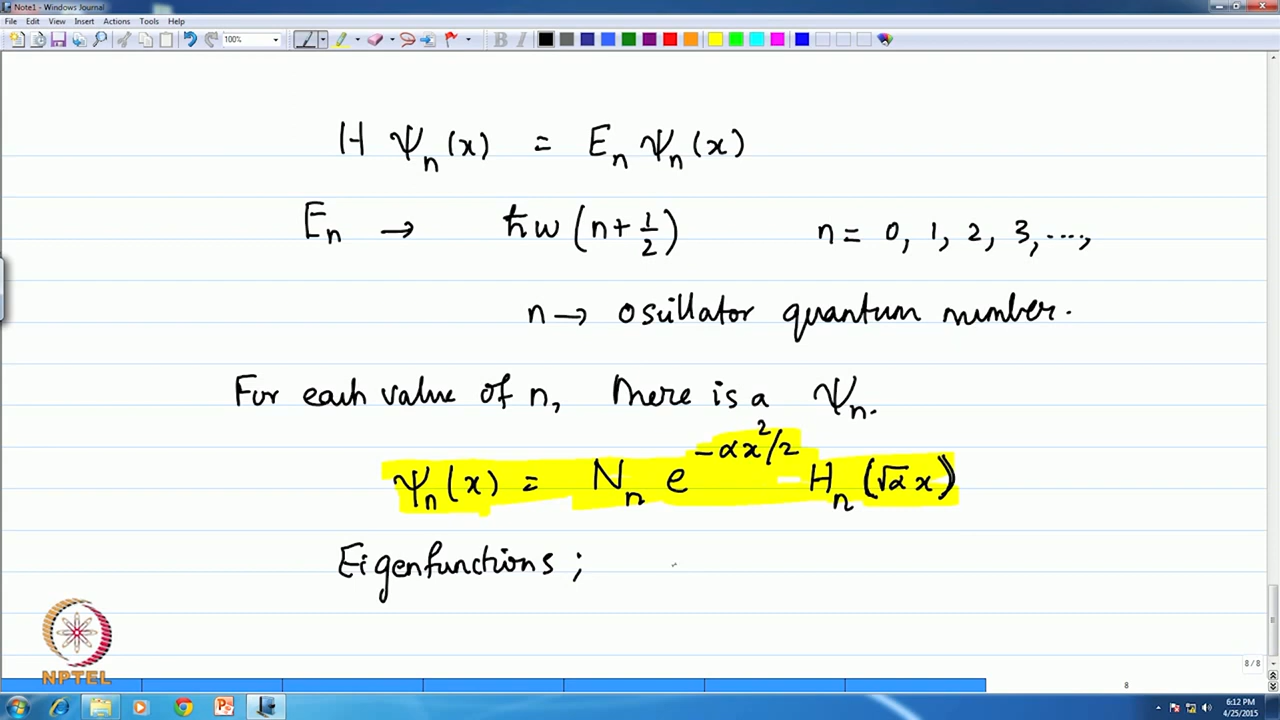 Note1 - Windows Journal
File Edit View Insert Actions Tools Help
100%
H Ψn(x) = En Ψn(x)
En → ħω(n+1/2) n = 0, 1, 2, 3, ....,
n → oscillator quantum number.
For each value of n, there is a Ψn.
Ψn(x) = Nn e^(-αx²/2) Hn(√α x)
Eigenfunctions ;
NPTEL
8/8
8
6:12 PM
4/25/2015